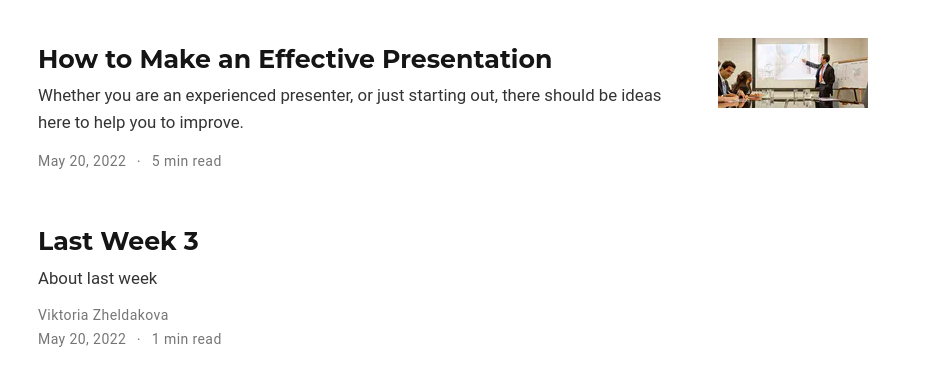 How to Make an Effective Presentation
Whether you are an experienced presenter, or just starting out, there should be ideas
here to help you to improve.
May 20, 2022 · 5 min read
Last Week 3
About last week
Viktoria Zheldakova
May 20, 2022 · 1 min read